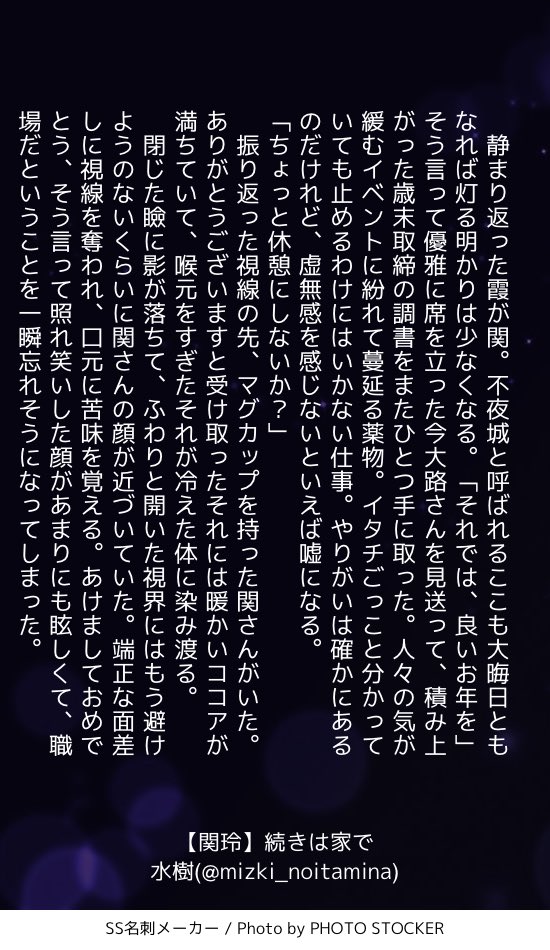 静まり返った霞が関。不夜城と呼ばれるここも大晦日とも
なれば灯る明かりは少なくなる。「それでは、良いお年を」
そう言って優雅に席を立った今大路さんを見送って、積み上
がった歳末取締の調書をまたひとつ手に取った。人々の気が
緩むイベントに紛れて蔓延る薬物。イタチごっこと分かって
いても止めるわけにはいかない仕事。やりがいは確かにある
のだけれど、虚無感を感じないといえば嘘になる。
「ちょっと休憩にしないか？」
　振り返った視線の先、マグカップを持った関さんがいた。
ありがとうございますと受け取ったそれには暖かいココアが
満ちていて、喉元をすぎたそれが冷えた体に染み渡る。
　閉じた瞼に影が落ちて、ふわりと開いた視界にはもう避け
ようのないくらいに関さんの顔が近づいていた。端正な面差
しに視線を奪われ、口元に苦味を覚える。あけましておめで
とう、そう言って照れ笑いした顔があまりにも眩しくて、職
場だということを一瞬忘れそうになってしまった。
【関玲】続きは家で
水樹(@mizki_noitamina)
SS名刺メーカー / Photo by PHOTO STOCKER